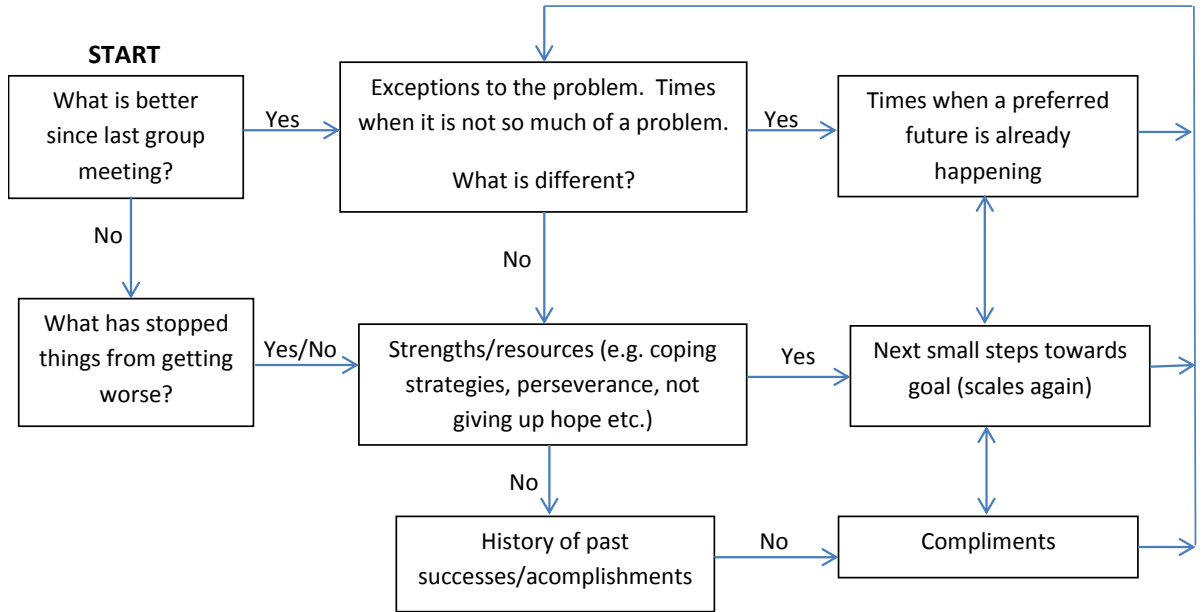 START
What is better
since last group
meeting?
Yes
Exceptions to the problem.  Times
when it is not so much of a problem.
What is different?
Yes
Times when a preferred
future is already
happening
No
No
What has stopped
things from getting
worse?
Yes/No
Strengths/resources (e.g. coping
strategies, perseverance, not
giving up hope etc.)
Yes
Next small steps towards
goal (scales again)
No
History of past
successes/acomplishments
No
Compliments